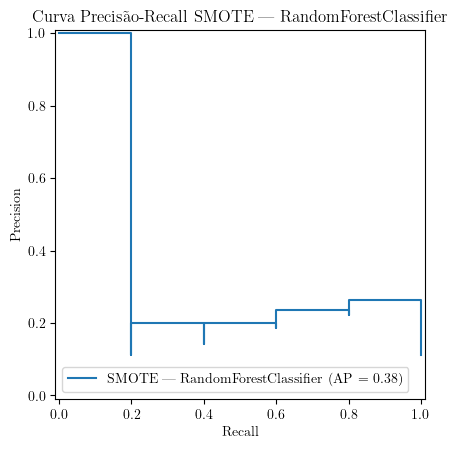 Curva Precisão-Recall SMOTE — RandomForestClassifier
1.0
0.8
0.6
0.4
0.2
0.0
Precision
SMOTE — RandomForestClassifier (AP = 0.38)
0.0 0.2 0.4 0.6 0.8 1.0
Recall